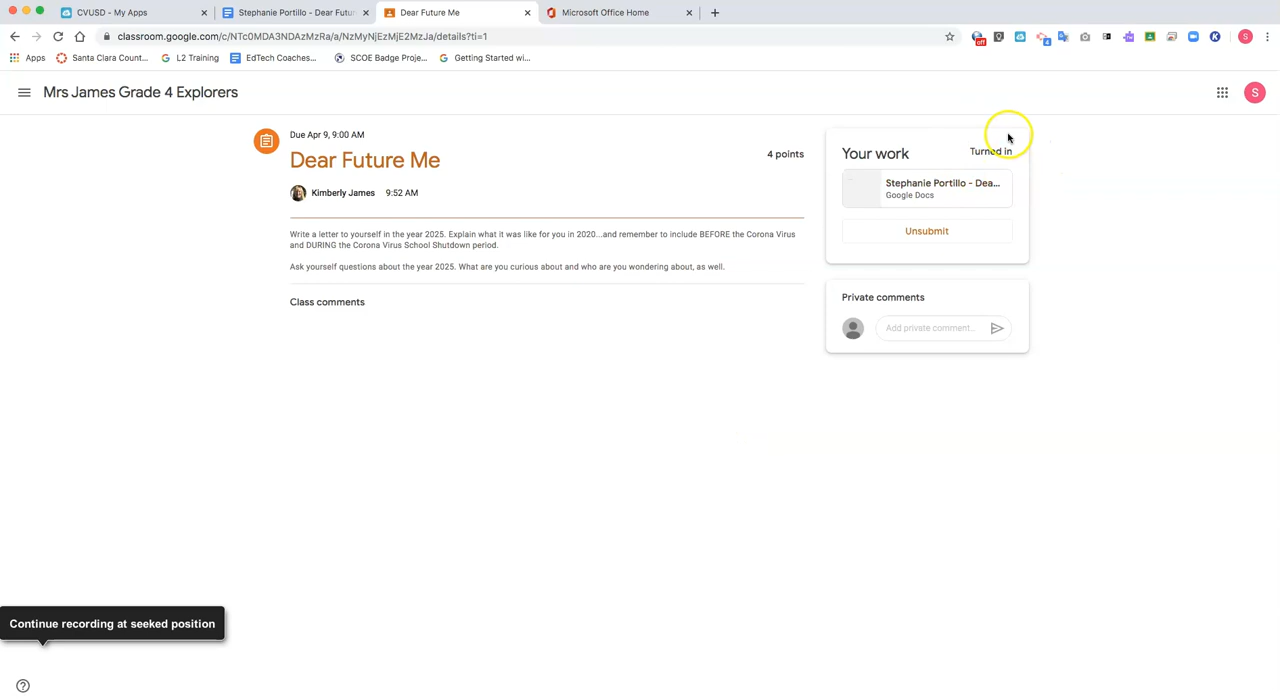 CVUSD - My Apps
Stephanie Portillo - Dear Futur
Dear Future Me
Microsoft Office Home
classroom.google.com/c/NTc0MDA3NDAzMzRa/a/NzMyNjEzMjE2MzJa/details?ti=1
S
Apps
Santa Clara Count...
L2 Training
EdTech Coaches...
SCOE Badge Proje...
Getting Started wi...
Mrs James Grade 4 Explorers
S
Due Apr 9, 9:00 AM
Dear Future Me
4 points
Kimberly James 9:52 AM
Write a letter to yourself in the year 2025. Explain what it was like for you in 2020...and remember to include BEFORE the Corona Virus
and DURING the Corona Virus School Shutdown period.
Ask yourself questions about the year 2025. What are you curious about and who are you wondering about, as well.
Class comments
Your work
Turned in
Stephanie Portillo - Dea...
Google Docs
Unsubmit
Private comments
Add private comment...
Continue recording at seeked position